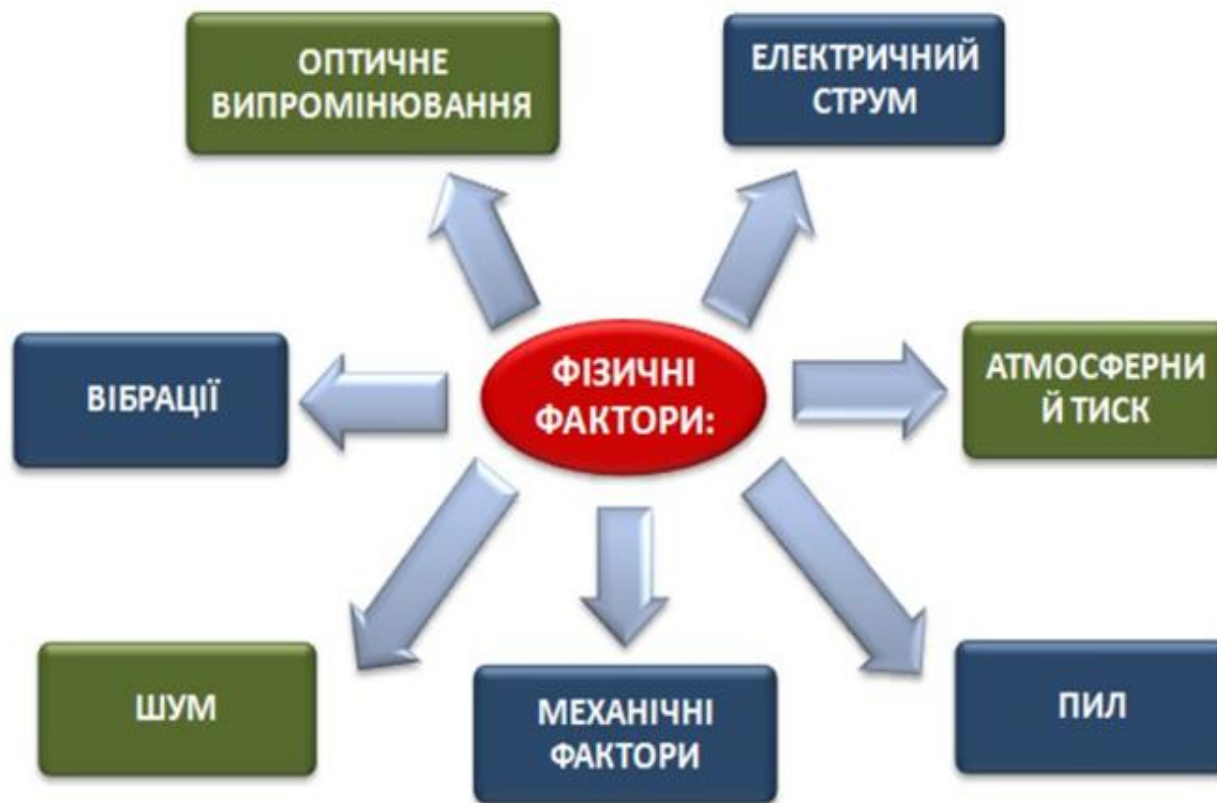 ОПТИЧНЕ
ВИПРОМІНЮВАННЯ
ЕЛЕКТРИЧНИЙ
СТРУМ
ВІБРАЦІЇ
ФІЗИЧНІ
ФАКТОРИ:
АТМОСФЕРНИ
Й ТИСК
ШУМ
МЕХАНІЧНІ
ФАКТОРИ
ПИЛ